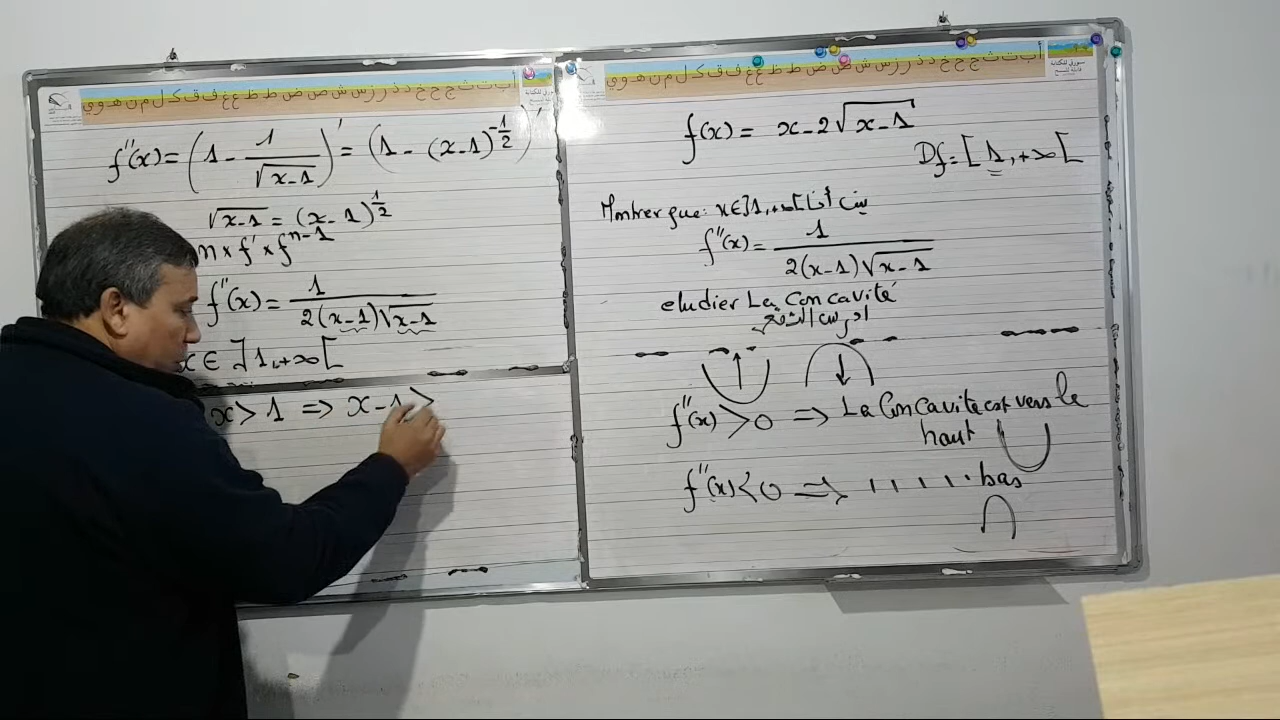 أ ب ت ث ج ح خ د ذ ر ز س ش ص ض ط ظ ع غ ف ق ك ل م ن ه و ي
f''(x) = (1 - 1/√(x-1))' = (1 - (x-1)^(-1/2))'
√(x-1) = (x-1)^(1/2)
n × f' × f^(n-1)
f''(x) = 1/(2(x-1)√(x-1))
x ∈ ]1,+∞[
x > 1 => x-1 >
أ ب ت ث ج ح خ د ذ ر ز س ش ص ض ط ظ ع غ ف ق ك ل م ن ه و ي
f(x) = x - 2√(x-1)
Df = [1,+∞[
Montrer que: x∈]1,+∞[ بين أن
f''(x) = 1/(2(x-1)√(x-1))
etudier La Concavité
ادرس التقعر
f''(x) > 0 => La Concavite est vers le
haut
f''(x) < 0 => ı ı ı ı ı bas